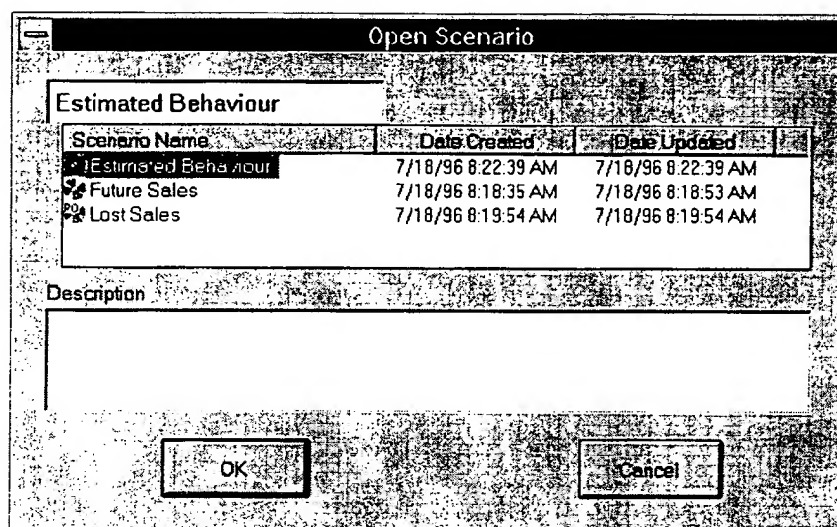 Open Scenario
Estimated Behaviour
Scenario Name Date Created Date Updated
Estimated Behaviour 7/18/96 8:22:39 AM 7/18/96 8:22:39 AM
Future Sales 7/18/96 8:18:35 AM 7/18/96 8:18:53 AM
Lost Sales 7/18/96 8:19:54 AM 7/18/96 8:19:54 AM
Description
OK Cancel